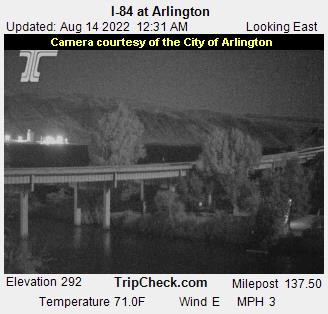 I-84 at Arlington
Updated: Aug 14 2022 12:31 AM Looking East
Camera courtesy of the City of Arlington
Elevation 292 TripCheck.com Milepost 137.50
Temperature 71.0F Wind E MPH 3